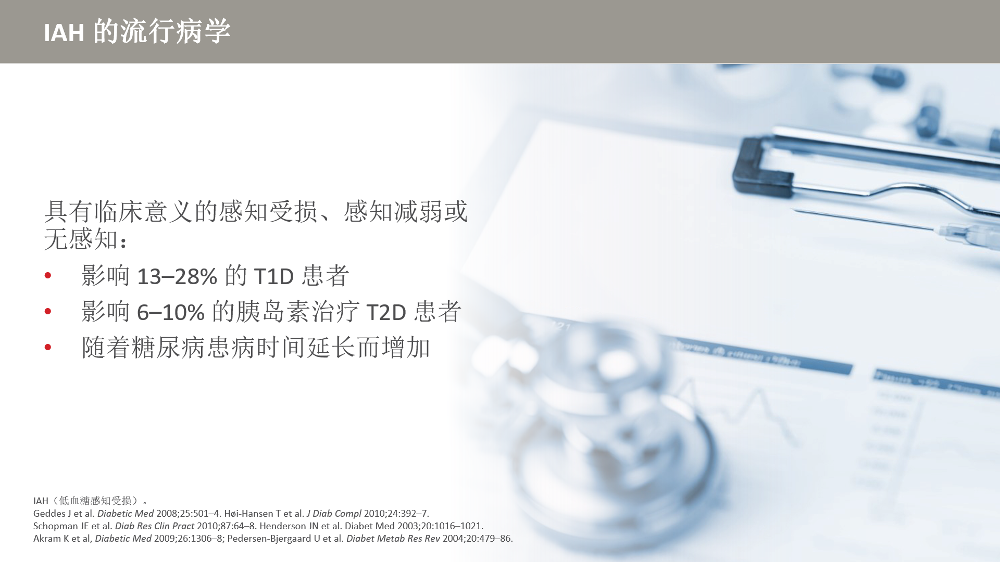 IAH 的流行病学
具有临床意义的感知受损、感知减弱或
无感知：
• 影响 13–28% 的 T1D 患者
• 影响 6–10% 的胰岛素治疗 T2D 患者
• 随着糖尿病患病时间延长而增加
IAH（低血糖感知受损）。
Geddes J et al. Diabetic Med 2008;25:501–4. Høi-Hansen T et al. J Diab Compl 2010;24:392–7.
Schopman JE et al. Diab Res Clin Pract 2010;87:64–8. Henderson JN et al. Diabet Med 2003;20:1016–1021.
Akram K et al, Diabetic Med 2009;26:1306–8; Pedersen-Bjergaard U et al. Diabet Metab Res Rev 2004;20:479–86.